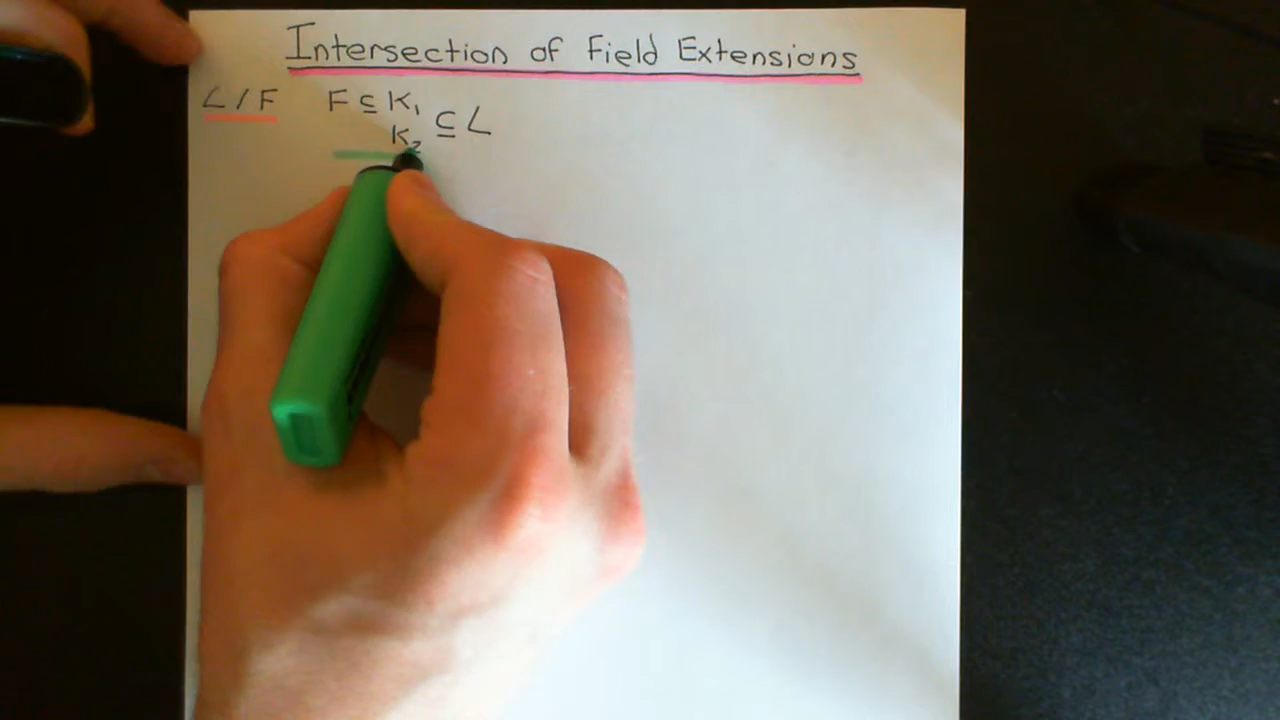 Intersection of Field Extensions
L/F F ⊆ K₁ ⊆ L
K₂